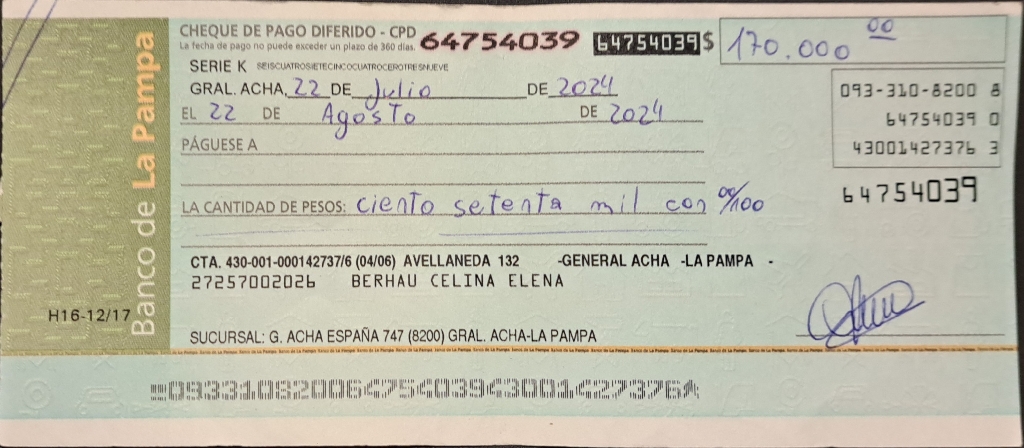 Banco de La Pampa
H16-12/17
CHEQUE DE PAGO DIFERIDO - CPD
La fecha de pago no puede exceder un plazo de 360 días.
64754039 64754039 $ 170.000 00
SERIE K SEISCUATROSIETECINCOCUATROCEROTRESNUEVE
GRAL. ACHA, 22 DE Julio DE 2024
EL 22 DE Agosto DE 2024
093-310-8200 8
64754039 0
43001427376 3
PÁGUESE A
64754039
LA CANTIDAD DE PESOS: ciento setenta mil con 00/100
CTA. 430-001-000142737/6 (04/06) AVELLANEDA 132 -GENERAL ACHA -LA PAMPA -
27257002026 BERHAU CELINA ELENA
SUCURSAL: G. ACHA ESPAÑA 747 (8200) GRAL. ACHA-LA PAMPA
09331082006475403943001427376